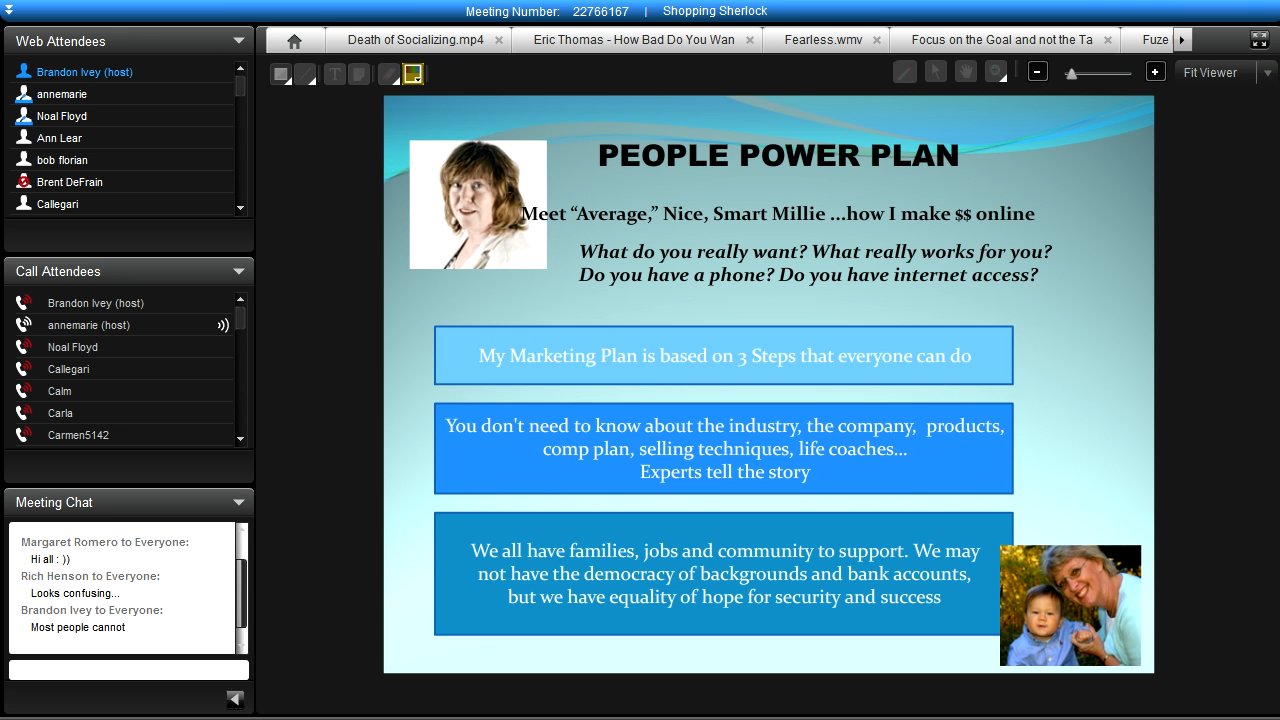 Meeting Number: 22766167 | Shopping Sherlock
Web Attendees
Brandon Ivey (host)
annemarie
Noal Floyd
Ann Lear
bob florian
Brent DeFrain
Callegari
Call Attendees
Brandon Ivey (host)
annemarie (host)
Noal Floyd
Callegari
Calm
Carla
Carmen5142
Meeting Chat
Margaret Romero to Everyone:
Hi all : ))
Rich Henson to Everyone:
Looks confusing...
Brandon Ivey to Everyone:
Most people cannot
Death of Socializing.mp4
Eric Thomas - How Bad Do You Wan
Fearless.wmv
Focus on the Goal and not the Ta
Fuze
T
Fit Viewer
PEOPLE POWER PLAN
Meet “Average,” Nice, Smart Millie ...how I make $$ online
What do you really want? What really works for you?
Do you have a phone? Do you have internet access?
My Marketing Plan is based on 3 Steps that everyone can do
You don't need to know about the industry, the company, products,
comp plan, selling techniques, life coaches...
Experts tell the story
We all have families, jobs and community to support. We may
not have the democracy of backgrounds and bank accounts,
but we have equality of hope for security and success